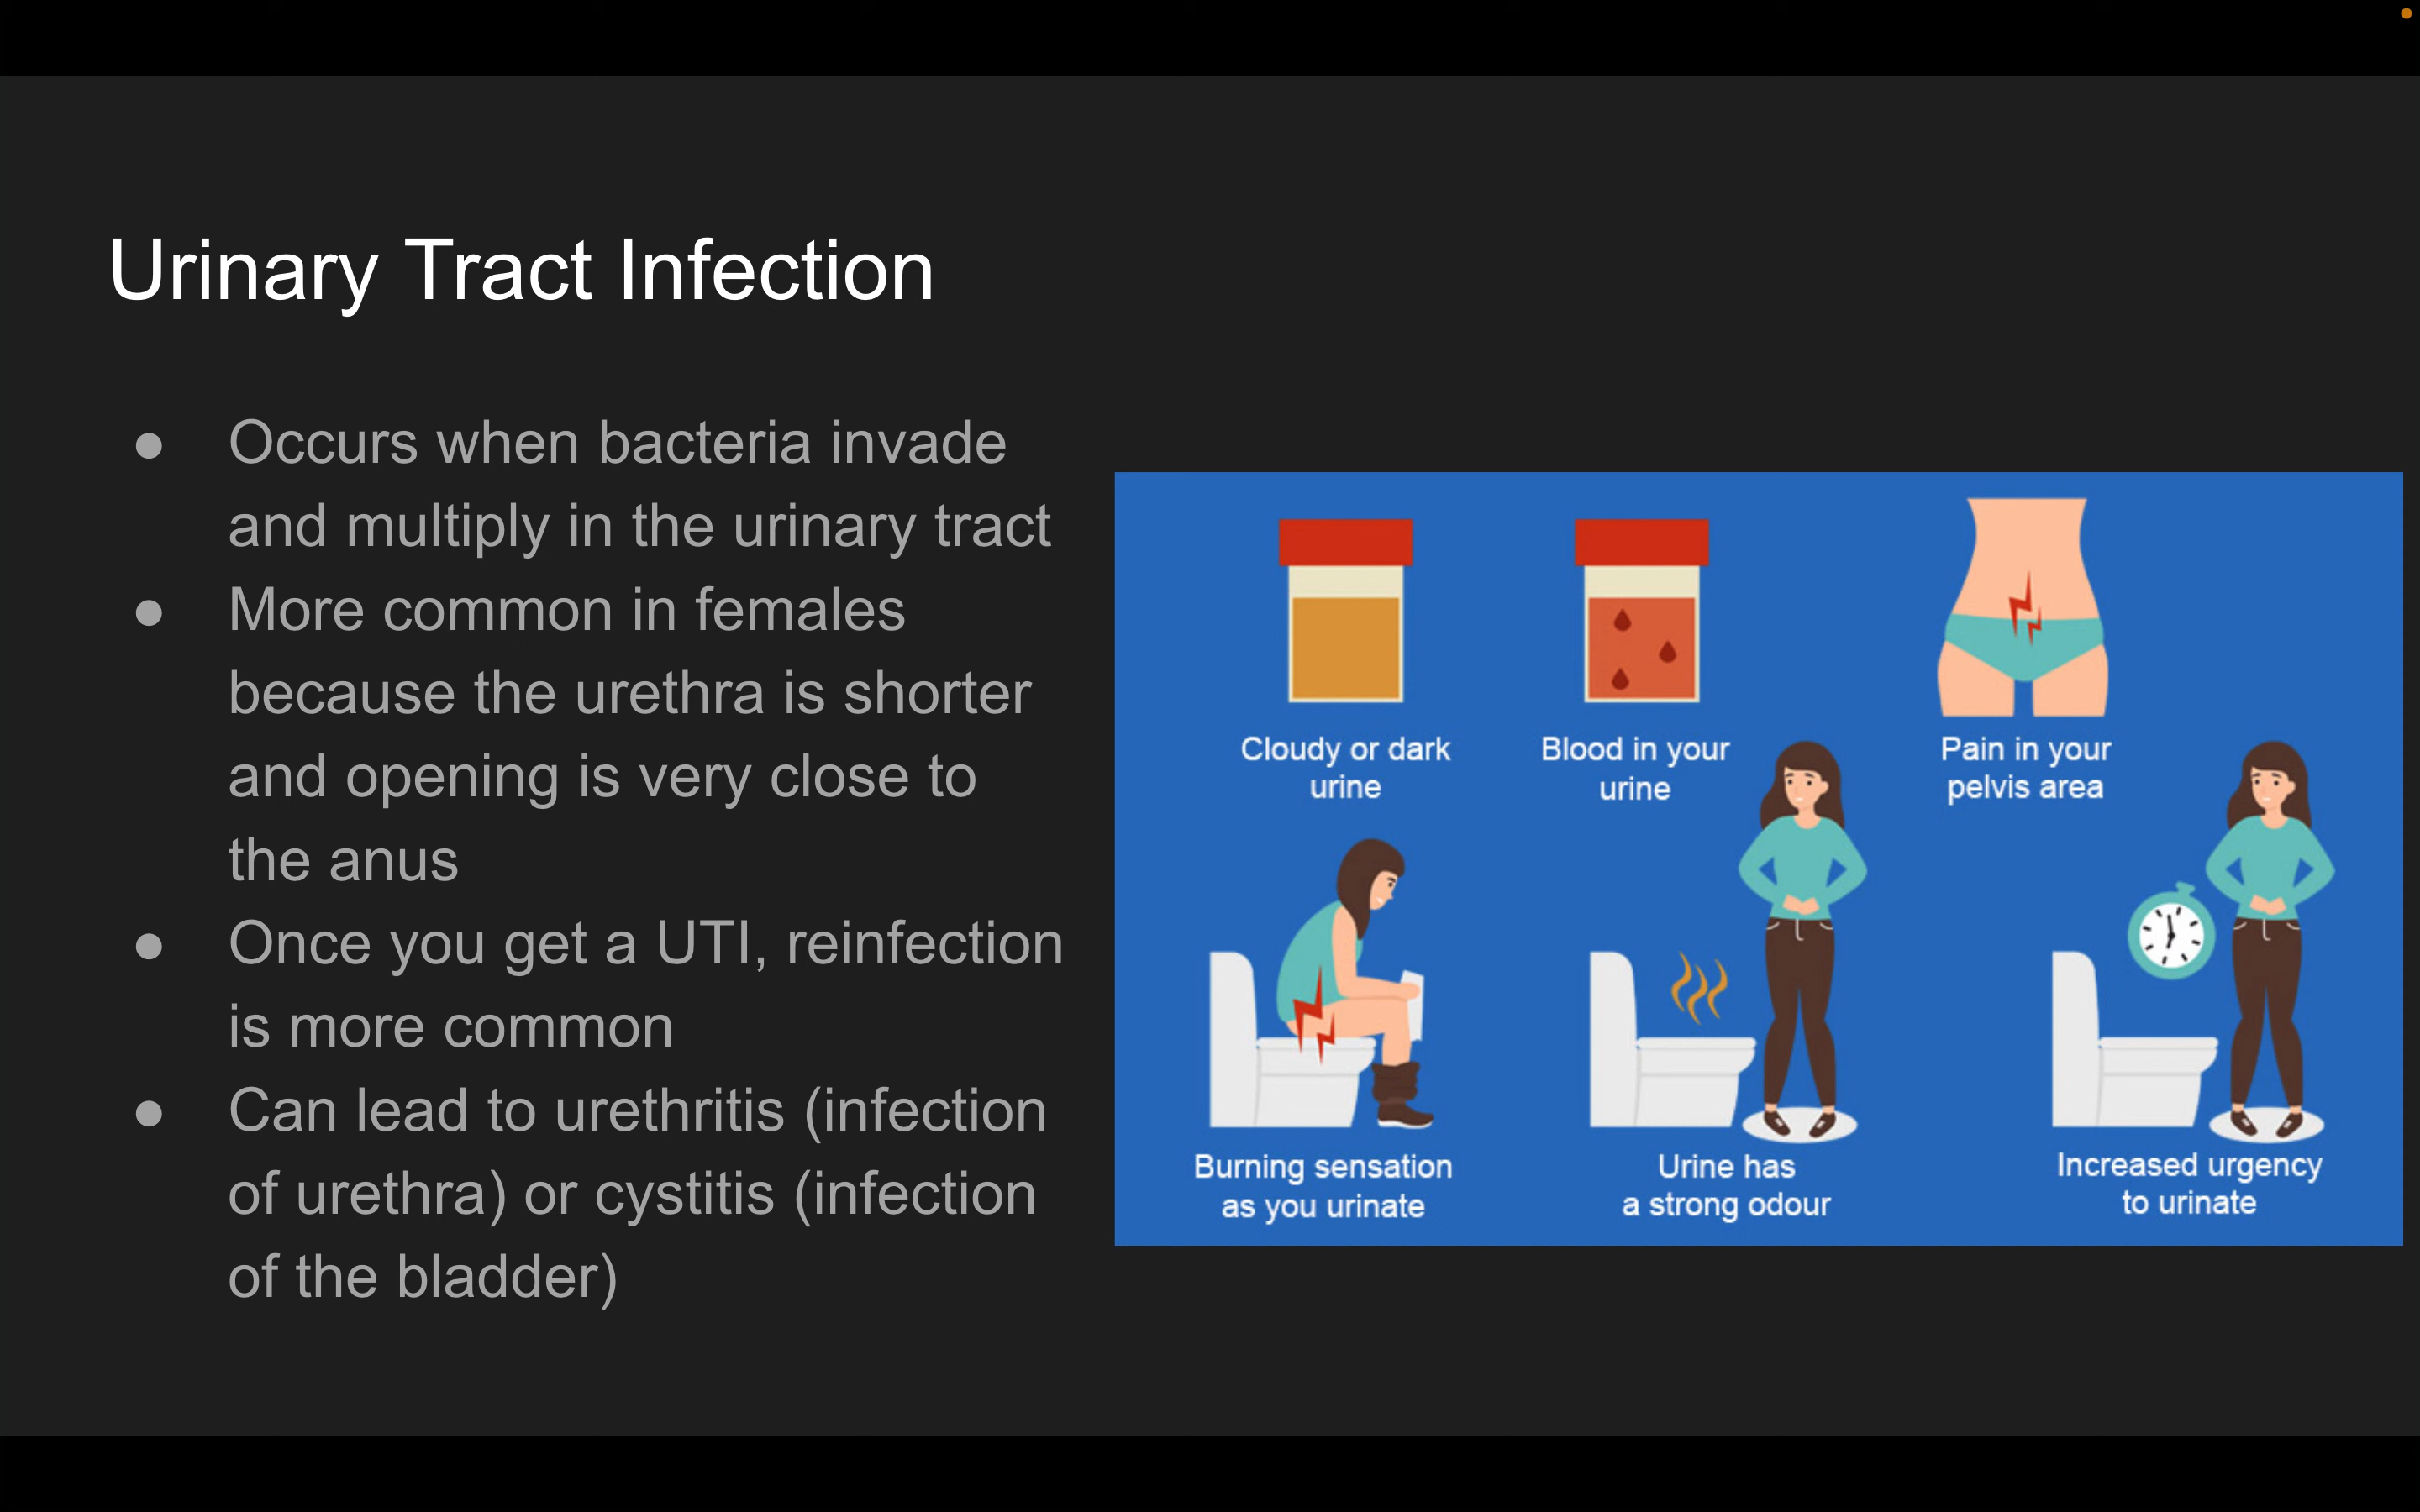 Urinary Tract Infection
● Occurs when bacteria invade
and multiply in the urinary tract
● More common in females
because the urethra is shorter
and opening is very close to
the anus
● Once you get a UTI, reinfection
is more common
● Can lead to urethritis (infection
of urethra) or cystitis (infection
of the bladder)
Cloudy or dark
urine
Blood in your
urine
Pain in your
pelvis area
Burning sensation
as you urinate
Urine has
a strong odour
Increased urgency
to urinate